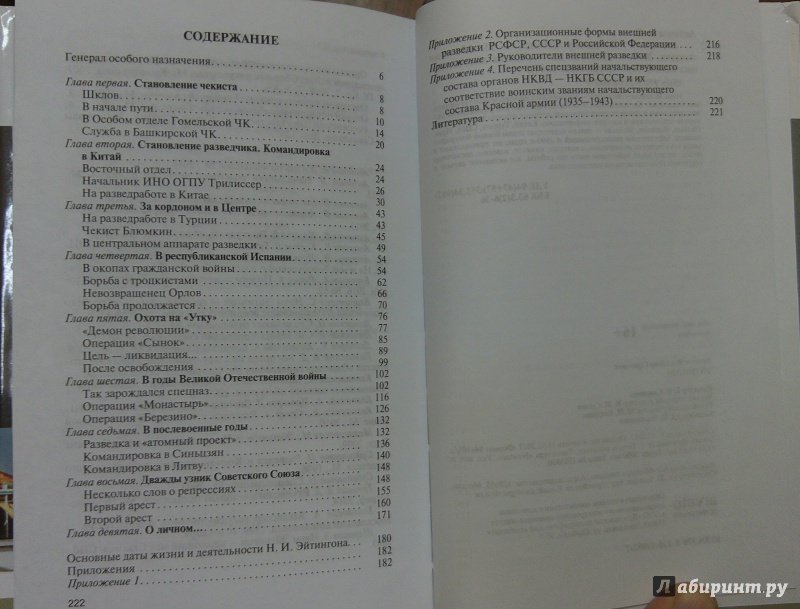 СОДЕРЖАНИЕ
Генерал особого назначения 6
Глава первая. Становление чекиста 8
Шклов 8
В начале пути 10
В Особом отделе Гомельской ЧК 14
Служба в Башкирской ЧК 20
Глава вторая. Становление разведчика. Командировка
в Китай 24
Восточный отдел 24
Начальник ИНО ОГПУ Трилиссер 26
На разведработе в Китае 30
Глава третья. За кордоном и в Центре 43
На разведработе в Турции 43
Чекист Блюмкин 45
В центральном аппарате разведки 49
Глава четвертая. В республиканской Испании 54
В окопах гражданской войны 54
Борьба с троцкистами 62
Невозвращенец Орлов 66
Борьба продолжается 70
Глава пятая. Охота на «Утку» 76
«Демон революции» 77
Операция «Сынок» 85
Цель — ликвидация... 89
После освобождения 99
Глава шестая. В годы Великой Отечественной войны 102
Так зарождался спецназ 102
Операция «Монастырь» 116
Операция «Березино» 126
Глава седьмая. В послевоенные годы 132
Разведка и «атомный проект» 132
Командировка в Синьцзян 136
Командировка в Литву 140
Глава восьмая. Дважды узник Советского Союза 148
Несколько слов о репрессиях 148
Первый арест 155
Второй арест 160
Глава девятая. О личном... 171
Основные даты жизни и деятельности Н. И. Эйтингона 180
Приложения 182
Приложение 1 182
222
Приложение 2. Организационные формы внешней
разведки РСФСР, СССР и Российской Федерации 216
Приложение 3. Руководители внешней разведки 218
Приложение 4. Перечень спецзваний начальствующего
состава органов НКВД — НКГБ СССР и их
соответствие воинским званиям начальствующего
состава Красной армии (1935–1943) 220
Литература 221
Лабиринт.ру